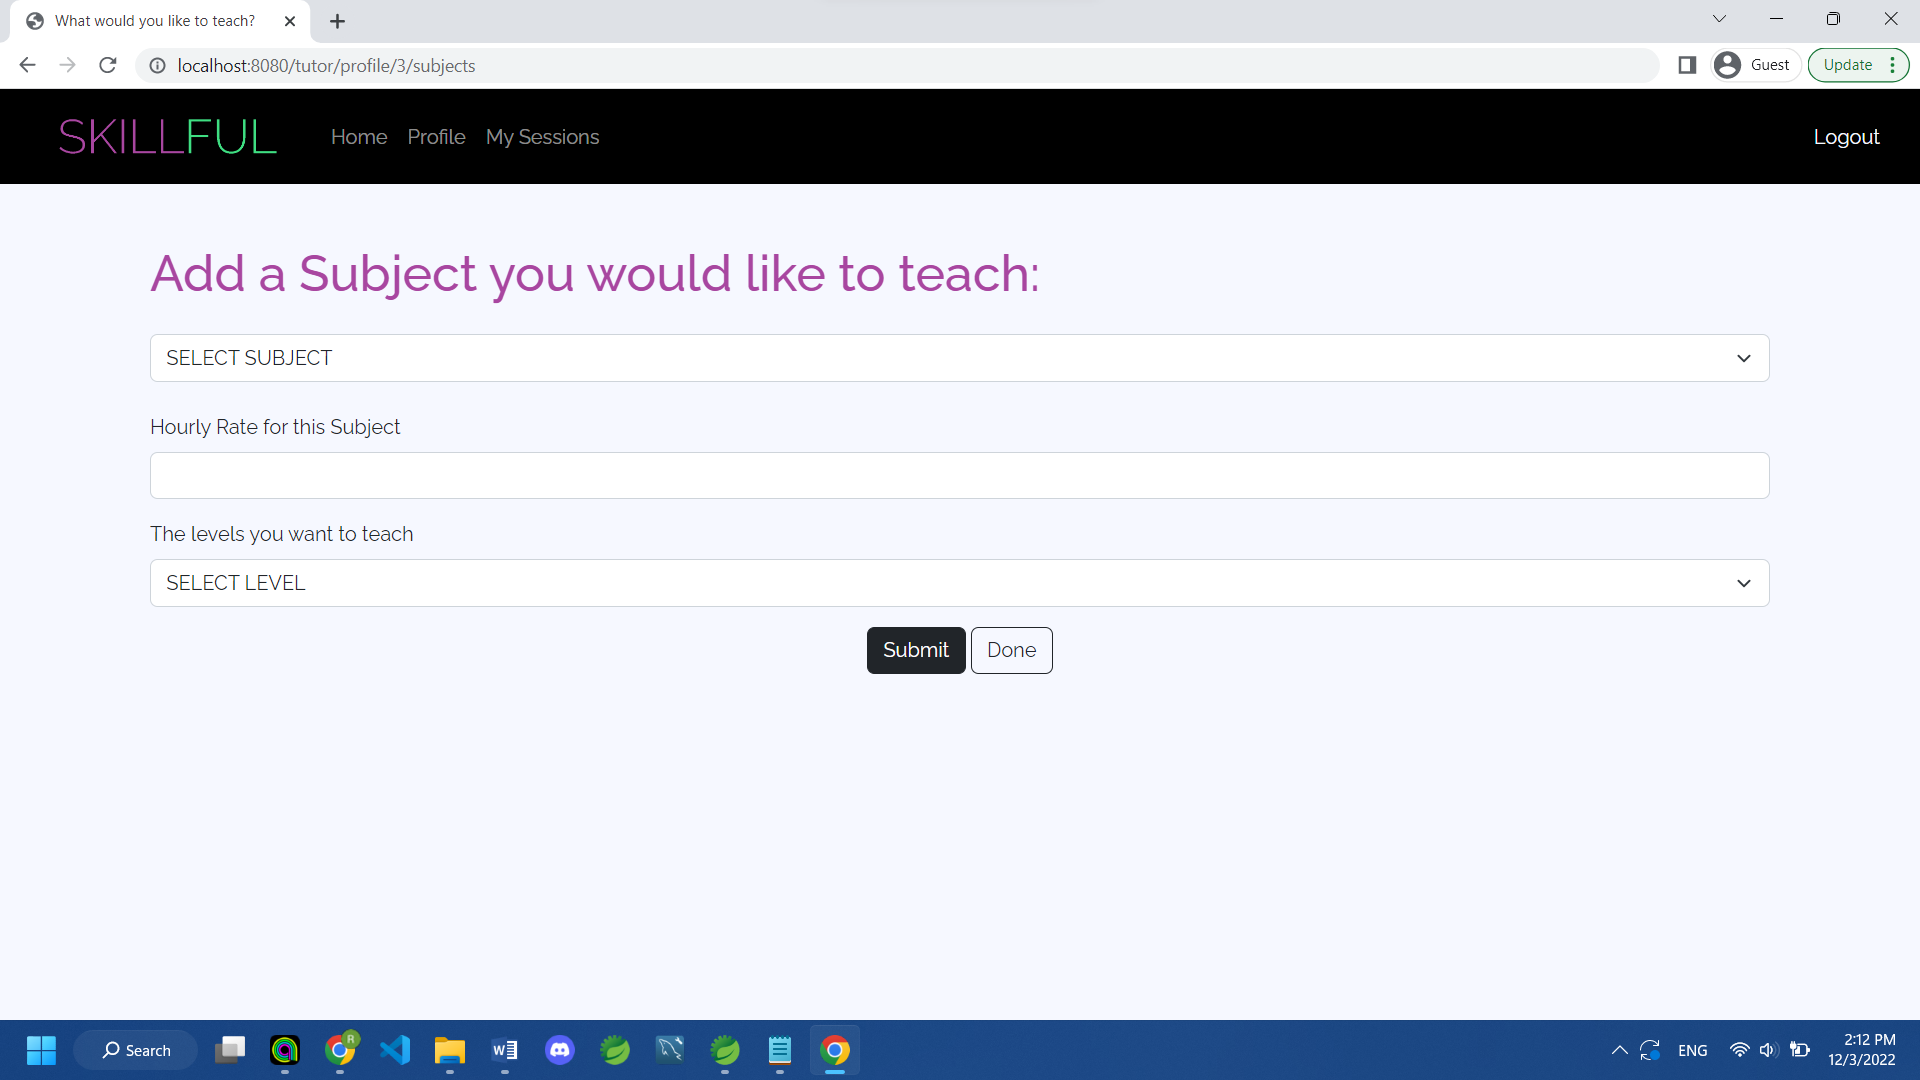 What would you like to teach?
localhost:8080/tutor/profile/3/subjects
Guest
Update
SKILLFUL
Home
Profile
My Sessions
Logout
Add a Subject you would like to teach:
SELECT SUBJECT
Hourly Rate for this Subject
The levels you want to teach
SELECT LEVEL
Submit
Done
Search
R
W
ENG
2:12 PM
12/3/2022